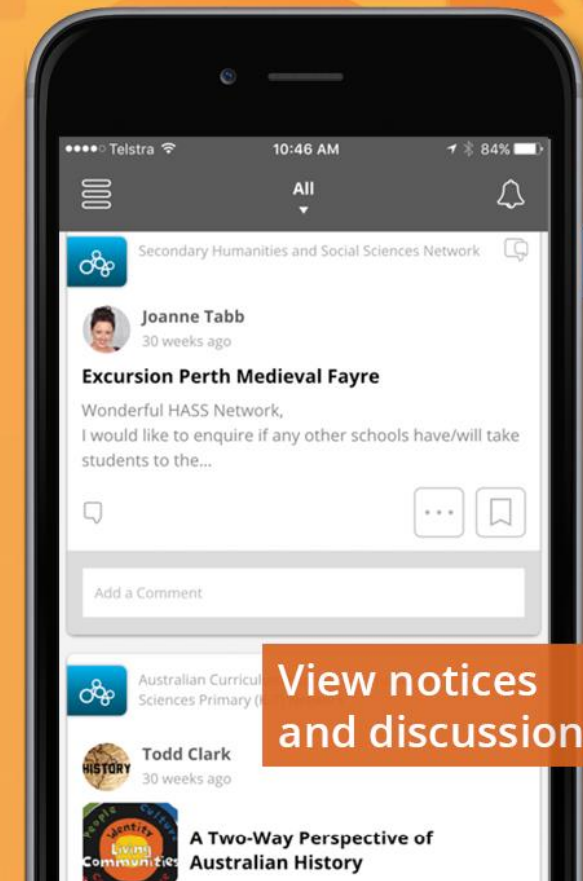 Telstra
10:46 AM
84%
All
Secondary Humanities and Social Sciences Network
Joanne Tabb
30 weeks ago
Excursion Perth Medieval Fayre
Wonderful HASS Network,
I would like to enquire if any other schools have/will take
students to the...
Add a Comment
Australian
Sciences Primary
View notices
and discussion
Todd Clark
30 weeks ago
HISTORY
People
Culture
Identity
Living
Communities
A Two-Way Perspective of
Australian History